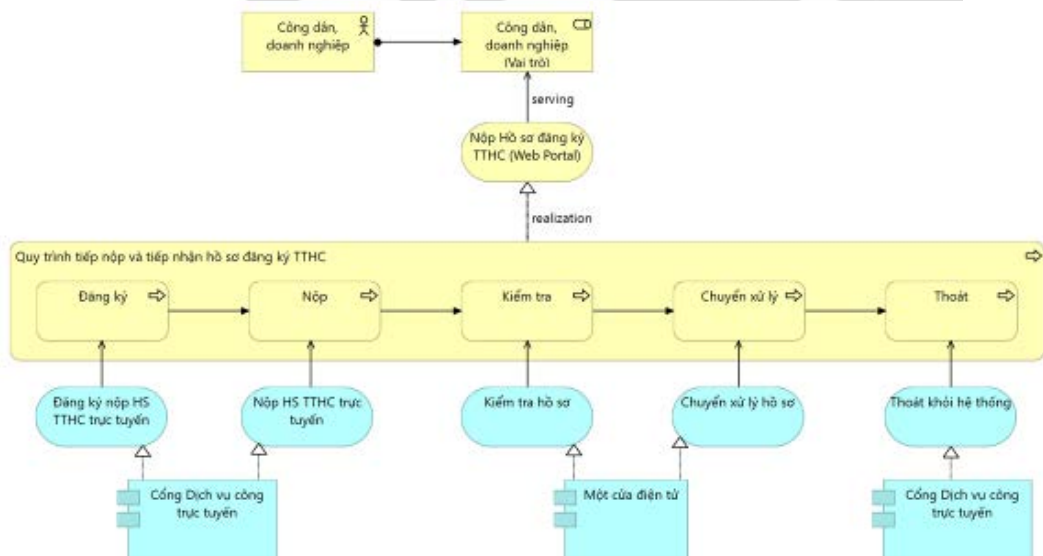 Công dân,
doanh nghiệp
Công dân,
doanh nghiệp
(Vai trò)
serving
Nộp Hồ sơ đăng ký
TTHC (Web Portal)
realization
Quy trình tiếp nộp và tiếp nhận hồ sơ đăng ký TTHC
Đăng ký
Nộp
Kiểm tra
Chuyển xử lý
Thoát
Đăng ký nộp HS
TTHC trực tuyến
Nộp HS TTHC trực
tuyến
Kiểm tra hồ sơ
Chuyển xử lý hồ sơ
Thoát khỏi hệ thống
Cổng Dịch vụ công
trực tuyến
Một cửa điện tử
Cổng Dịch vụ công
trực tuyến